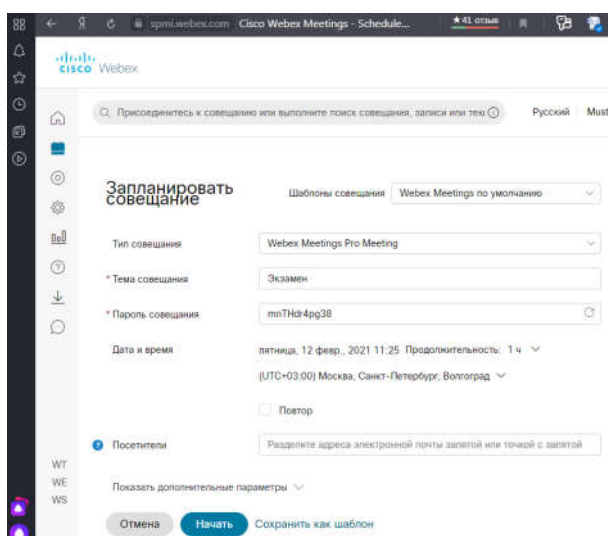 88 spmi.webex.com Cisco Webex Meetings - Schedule... ★41 отзыв
cisco Webex
Присоединитесь к совещанию или выполните поиск совещания, записи или тек Русский Must
Запланировать совещание
Шаблоны совещания Webex Meetings по умолчанию
Тип совещания Webex Meetings Pro Meeting
* Тема совещания Экзамен
* Пароль совещания mnTHdr4pg38
Дата и время пятница, 12 февр., 2021 11:25 Продолжительность: 1 ч
(UTC+03:00) Москва, Санкт-Петербург, Волгоград
Повтор
Посетители Разделите адреса электронной почты запятой или точкой с запятой
WT
WE
WS
Показать дополнительные параметры
Отмена Начать Сохранить как шаблон